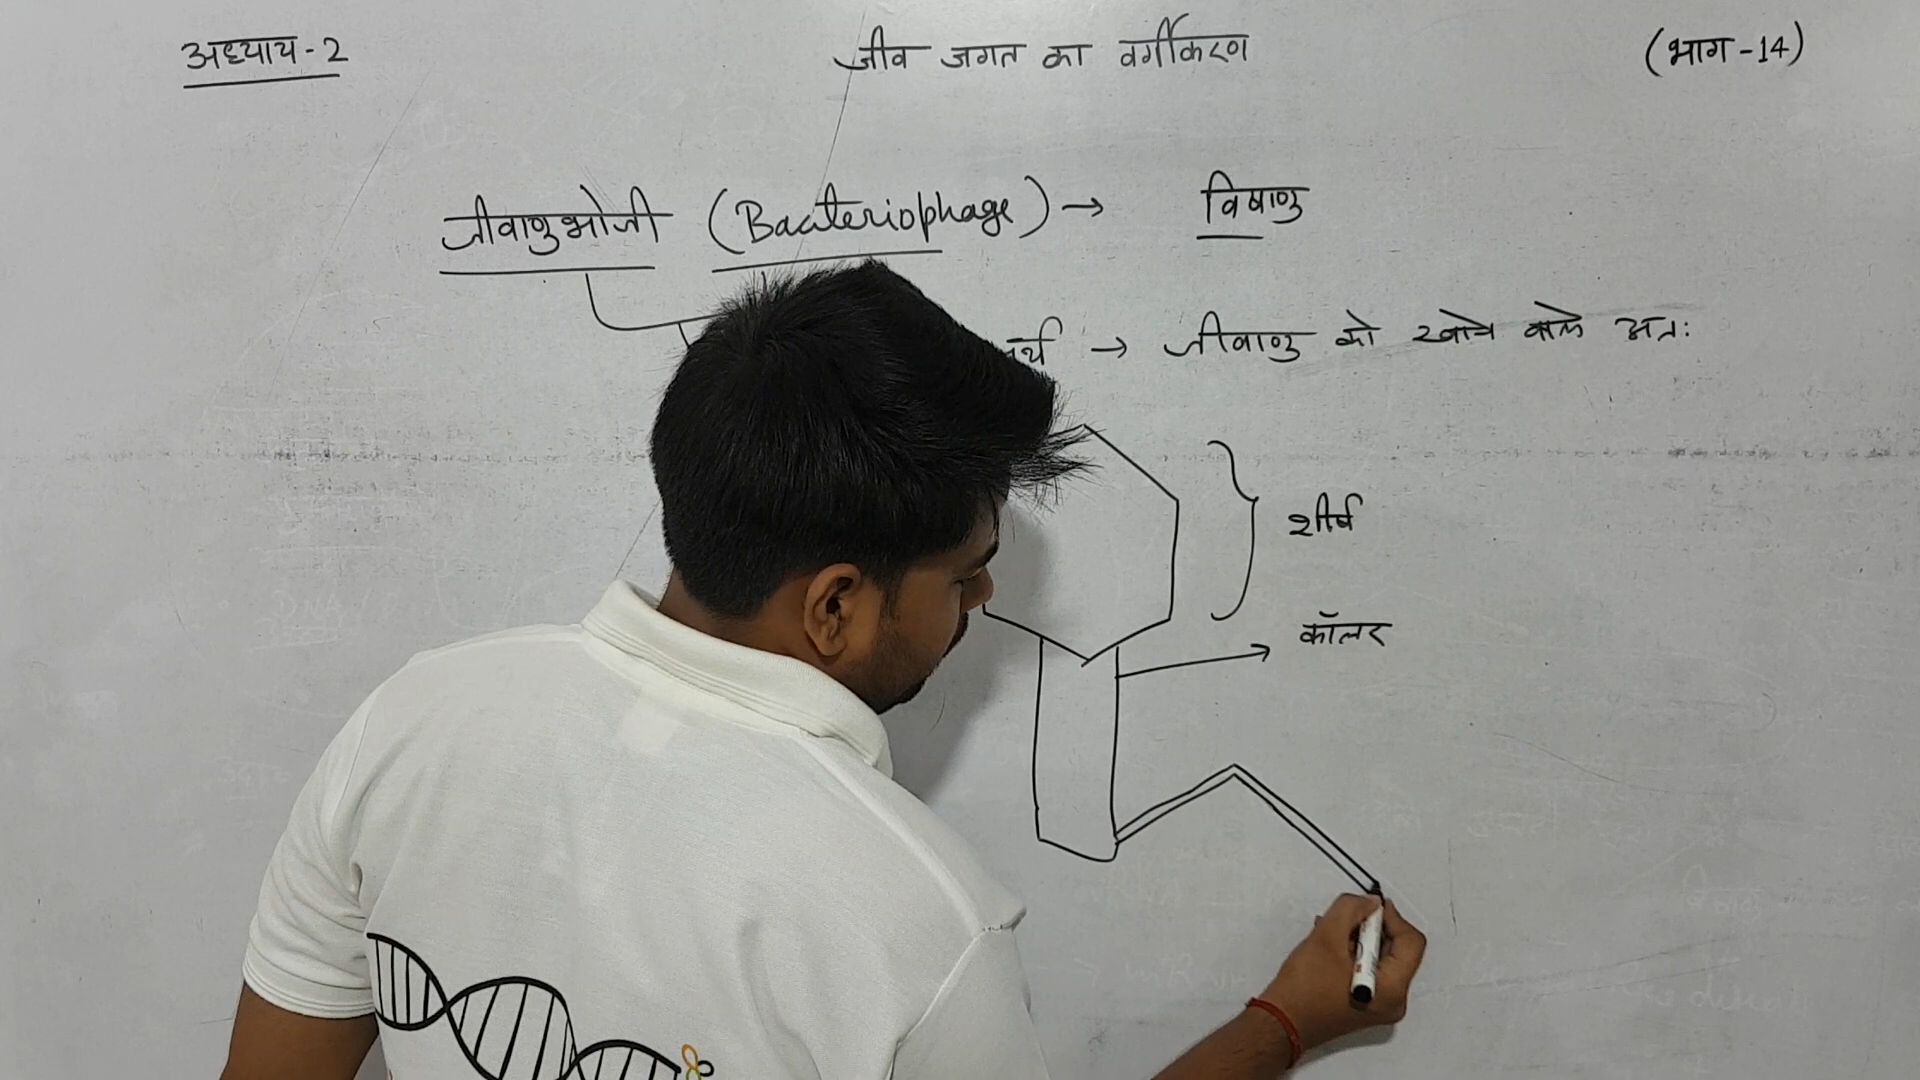 अध्याय-2 जीव जगत का वर्गीकरण (भाग-14)
जीवाणुभोजी (Bacteriophage) → विषाणु
→ जीवाणु को खाने वाले अतः
शीर्ष
कॉलर